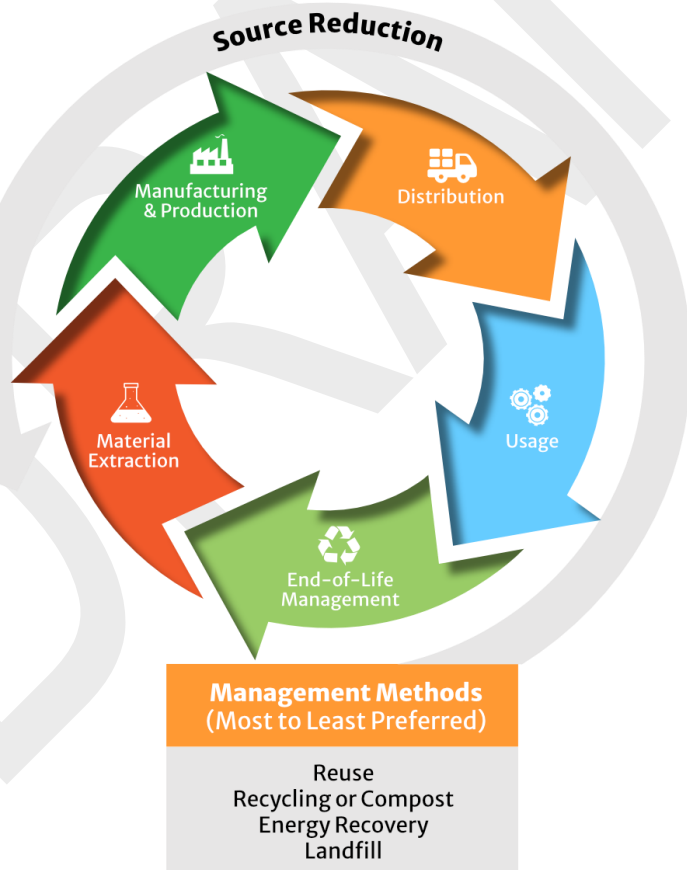 Source Reduction
Manufacturing
& Production
Distribution
Usage
Material
Extraction
End-of-Life
Management
Management Methods
(Most to Least Preferred)
Reuse
Recycling or Compost
Energy Recovery
Landfill